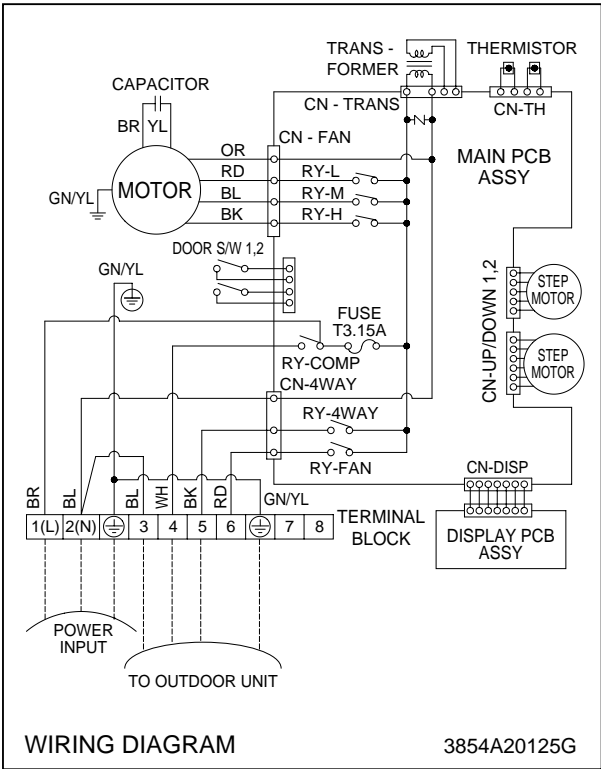 TRANS -
FORMER
THERMISTOR
CAPACITOR
CN - TRANS
CN-TH
BR YL
CN - FAN
MAIN PCB
ASSY
OR
RD
BL
BK
RY-L
RY-M
RY-H
MOTOR
GN/YL
DOOR S/W 1,2
GN/YL
CN-UP/DOWN 1,2
STEP
MOTOR
STEP
MOTOR
FUSE
T3.15A
RY-COMP
CN-4WAY
RY-4WAY
RY-FAN
CN-DISP
BR
BL
BL
WH
BK
RD
GN/YL
1(L) 2(N) 3 4 5 6 7 8
TERMINAL
BLOCK
DISPLAY PCB
ASSY
POWER
INPUT
TO OUTDOOR UNIT
WIRING DIAGRAM
3854A20125G